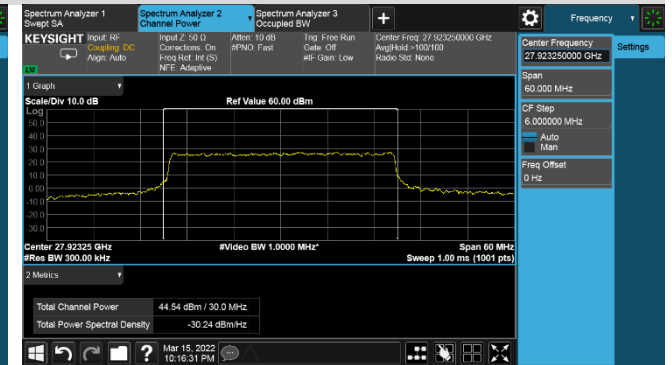 Spectrum Analyzer 1
Swept SA
Spectrum Analyzer 2
Channel Power
Spectrum Analyzer 3
Occupied BW
+
Frequency
KEYSIGHT
Input: RF
Coupling: DC
Align: Auto
Input Z: 50 Ω
Corrections: On
Freq Ref: Int (S)
NFE: Adaptive
Atten: 10 dB
#PNO: Fast
Trig: Free Run
Gate: Off
#IF Gain: Low
Center Freq: 27.923250000 GHz
Avg|Hold:>100/100
Radio Std: None
Center Frequency
27.923250000 GHz
Settings
Span
60.000 MHz
CF Step
6.000000 MHz
Auto
Man
Freq Offset
0 Hz
1 Graph
Scale/Div 10.0 dB
Ref Value 60.00 dBm
Log
50.0
40.0
30.0
20.0
10.0
0.00
-10.0
-20.0
-30.0
Center 27.92325 GHz
#Video BW 1.0000 MHz*
Span 60 MHz
#Res BW 300.00 kHz
Sweep 1.00 ms (1001 pts)
2 Metrics
Total Channel Power
44.54 dBm / 30.0 MHz
Total Power Spectral Density
-30.24 dBm/Hz
?
Mar 15, 2022
10:16:31 PM